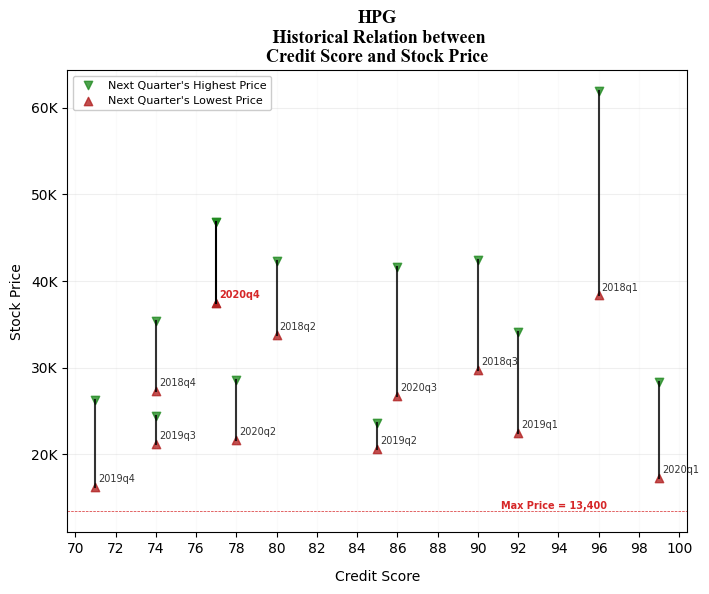 HPG
Historical Relation between
Credit Score and Stock Price
Next Quarter's Highest Price
Next Quarter's Lowest Price
60K
50K
40K
30K
20K
Stock Price
2018q1
2020q4
2018q2
2018q3
2018q4
2020q3
2019q1
2020q2
2019q3
2019q2
2020q1
2019q4
Max Price = 13,400
70 72 74 76 78 80 82 84 86 88 90 92 94 96 98 100
Credit Score